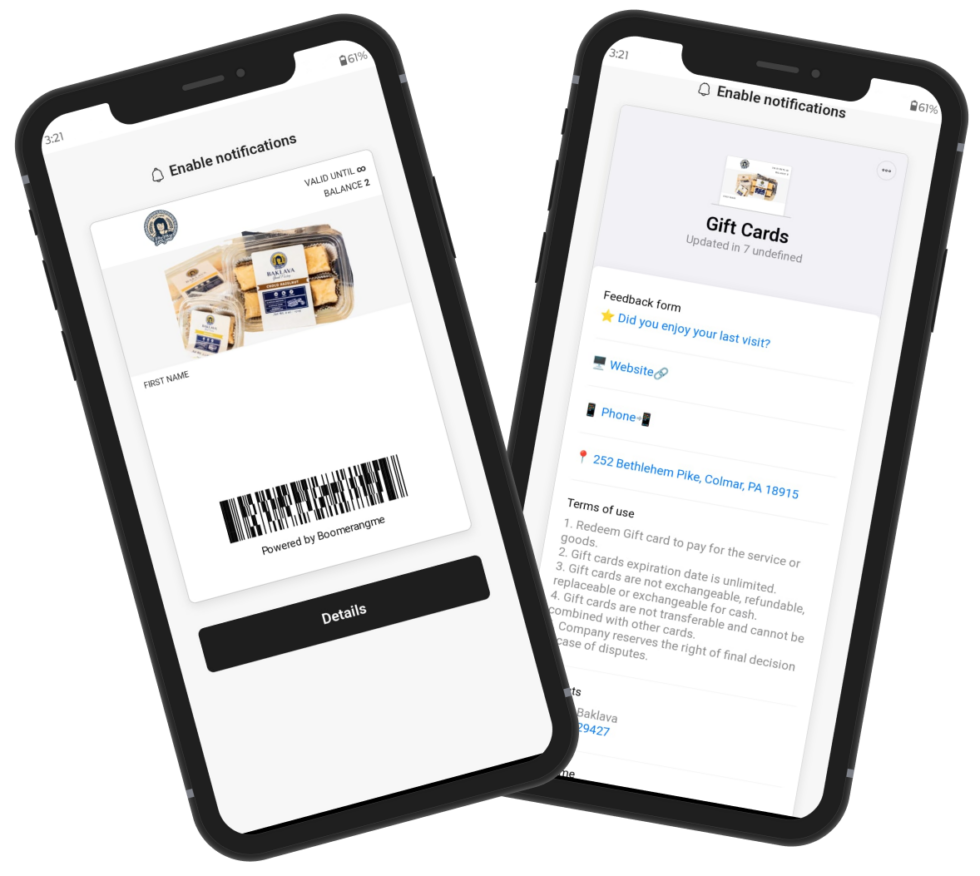 3:21
61%
Enable notifications
VALID UNTIL ∞
BALANCE 2
BAKLAVA
FIRST NAME
Powered by Boomerangme
Details
3:21
61%
Enable notifications
Gift Cards
Updated in 7 undefined
Feedback form
⭐ Did you enjoy your last visit?
🖥️ Website🔗
📱 Phone📲
📍 252 Bethlehem Pike, Colmar, PA 18915
Terms of use
1. Redeem Gift card to pay for the service or
goods.
2. Gift cards expiration date is unlimited.
3. Gift cards are not exchangeable, refundable,
replaceable or exchangeable for cash.
4. Gift cards are not transferable and cannot be
combined with other cards.
Company reserves the right of final decision
case of disputes.
ts
Baklava
29427
me